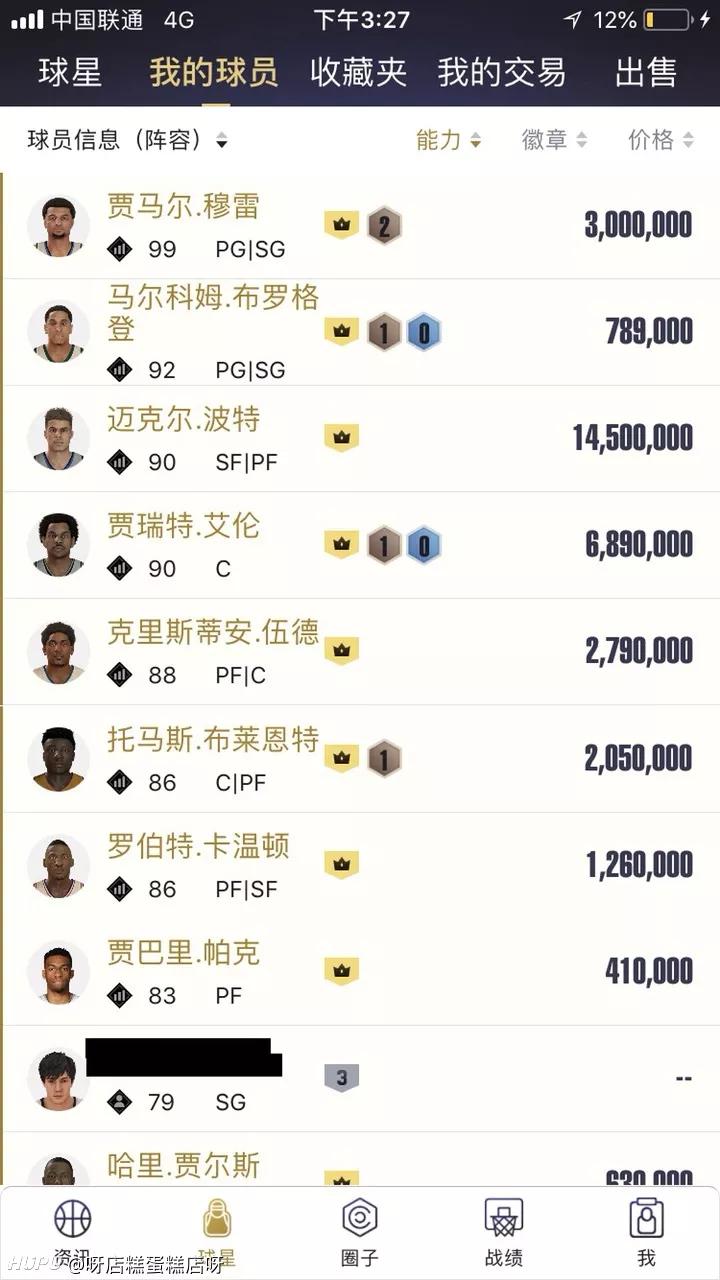 中国联通 4G 下午3:27 12%
球星 我的球员 收藏夹 我的交易 出售
球员信息（阵容） 能力 徽章 价格
贾马尔.穆雷
99 PG|SG 2 3,000,000
马尔科姆.布罗格
登
92 PG|SG 1 0 789,000
迈克尔.波特
90 SF|PF 14,500,000
贾瑞特.艾伦
90 C 1 0 6,890,000
克里斯蒂安.伍德
88 PF|C 2,790,000
托马斯.布莱恩特
86 C|PF 1 2,050,000
罗伯特.卡温顿
86 PF|SF 1,260,000
贾巴里.帕克
83 PF 410,000
79 SG 3 --
哈里.贾尔斯
630,000
资讯 球星 圈子 战绩 我
HUPU @呀店糕蛋糕店呀